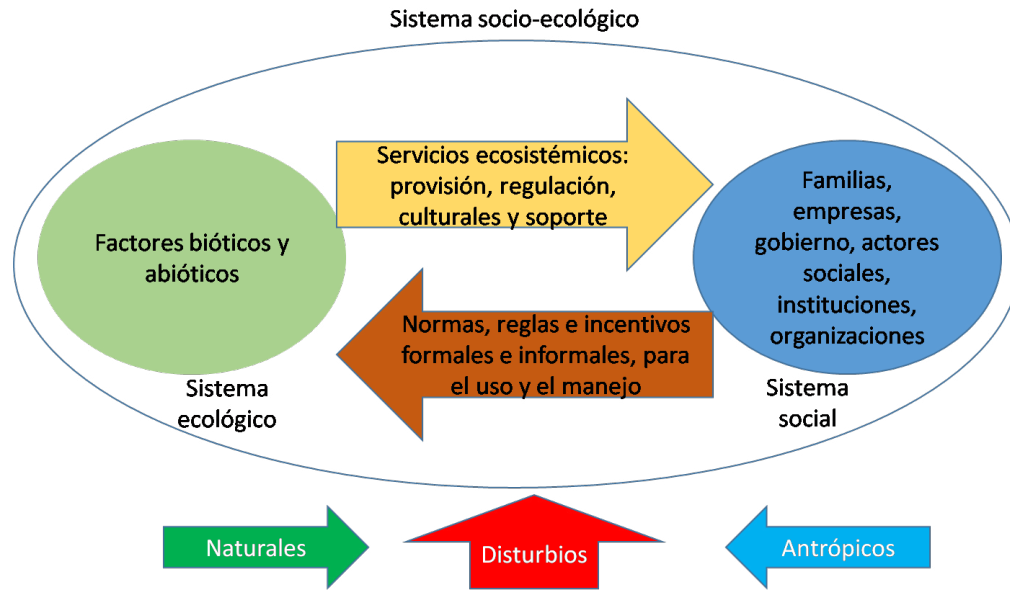 Sistema socio-ecológico
Servicios ecosistémicos:
provisión, regulación,
culturales y soporte
Factores bióticos y
abióticos
Familias,
empresas,
gobierno, actores
sociales,
instituciones,
organizaciones
Normas, reglas e incentivos
formales e informales, para
el uso y el manejo
Sistema
ecológico
Sistema
social
Naturales
Disturbios
Antrópicos